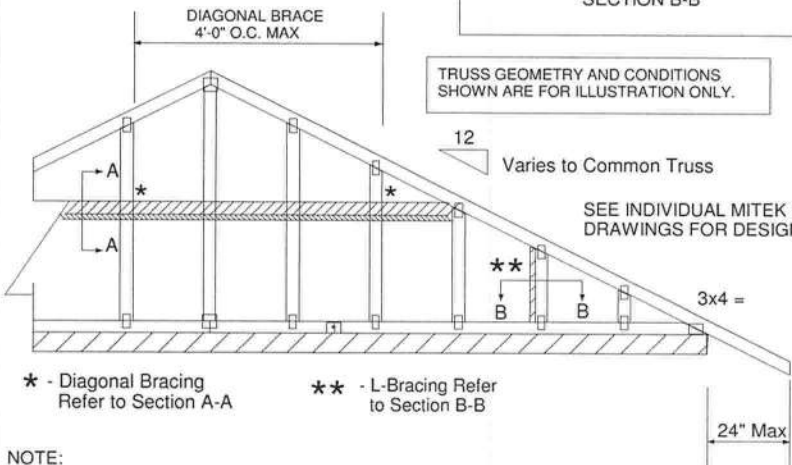 SECTION B-B
DIAGONAL BRACE
4'-0" O.C. MAX
TRUSS GEOMETRY AND CONDITIONS
SHOWN ARE FOR ILLUSTRATION ONLY.
12
Varies to Common Truss
A
*
*
A
SEE INDIVIDUAL MITEK
DRAWINGS FOR DESIG
**
B
B
3x4 =
* - Diagonal Bracing
Refer to Section A-A
** - L-Bracing Refer
to Section B-B
24" Max
NOTE: